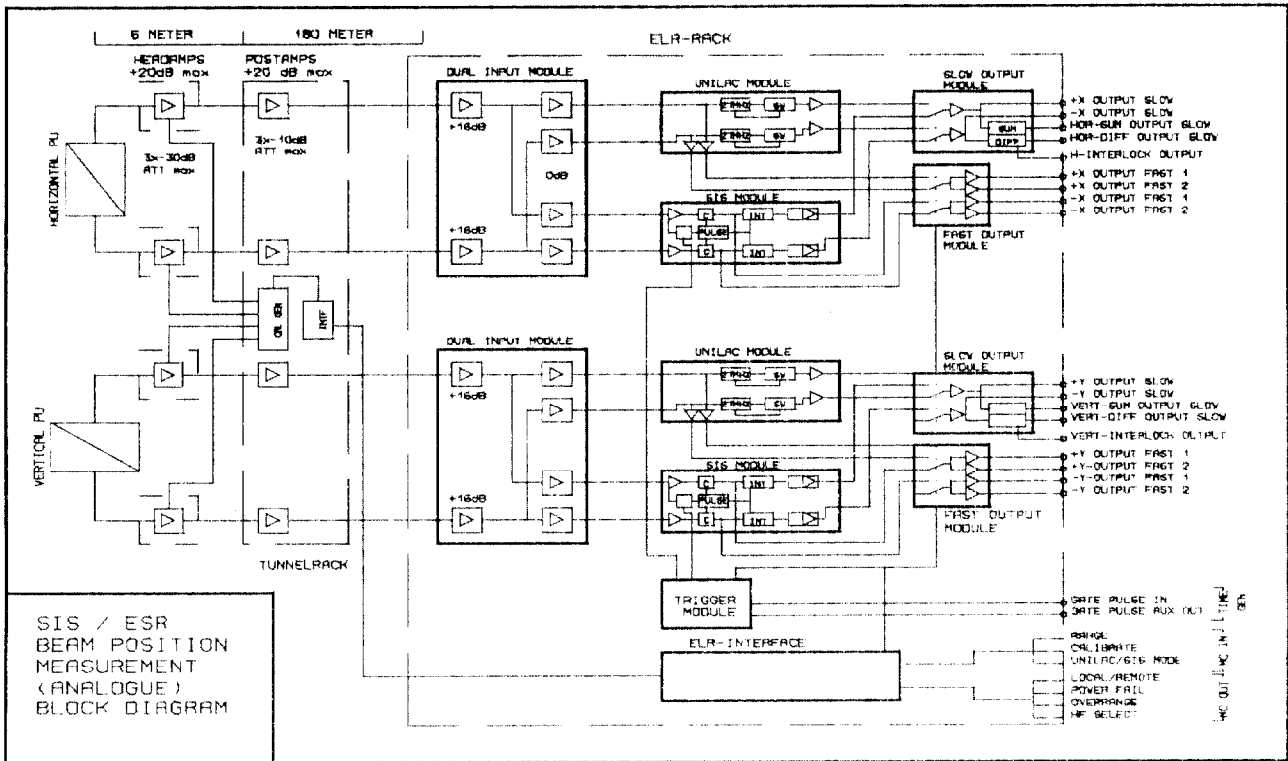 6 METER
180 METER
ELR-RACK
HEADAMPS
+20dB max
POSTAMPS
+20 dB max
DUAL INPUT MODULE
UNILAC MODULE
SLOW OUTPUT
MODULE
+X OUTPUT SLOW
-X OUTPUT SLOW
HOR-SUM OUTPUT SLOW
HOR-DIFF OUTPUT SLOW
H-INTERLOCK OUTPUT
SUM
DIFF
SW
SW
+16dB
3x-30dB
ATT max
3x-10dB
ATT max
0dB
HORIZONTAL PU
+X OUTPUT FAST 1
+X OUTPUT FAST 2
-X OUTPUT FAST 1
-X OUTPUT FAST 2
SIS MODULE
C
INT
PULSE
C
INT
+16dB
FAST OUTPUT
MODULE
CAL GEN
INTF
DUAL INPUT MODULE
UNILAC MODULE
SLOW OUTPUT
MODULE
+Y OUTPUT SLOW
-Y OUTPUT SLOW
VERT-SUM OUTPUT SLOW
VERT-DIFF OUTPUT SLOW
VERT-INTERLOCK OUTPUT
SW
SW
+16dB
VERTICAL PU
+Y OUTPUT FAST 1
+Y-OUTPUT FAST 2
-Y-OUTPUT FAST 1
-Y OUTPUT FAST 2
SIS MODULE
C
INT
PULSE
C
INT
+16dB
FAST OUTPUT
MODULE
TUNNELRACK
TRIGGER
MODULE
GATE PULSE IN
GATE PULSE AUX OUT
TIME
GEN
ELR-INTERFACE
RANGE
CALIBRATE
UNILAC/SIS MODE
LOCAL/REMOTE
POWER FAIL
OVERRANGE
HF SELECT
SIS / ESR
BEAM POSITION
MEASUREMENT
(ANALOGUE)
BLOCK DIAGRAM